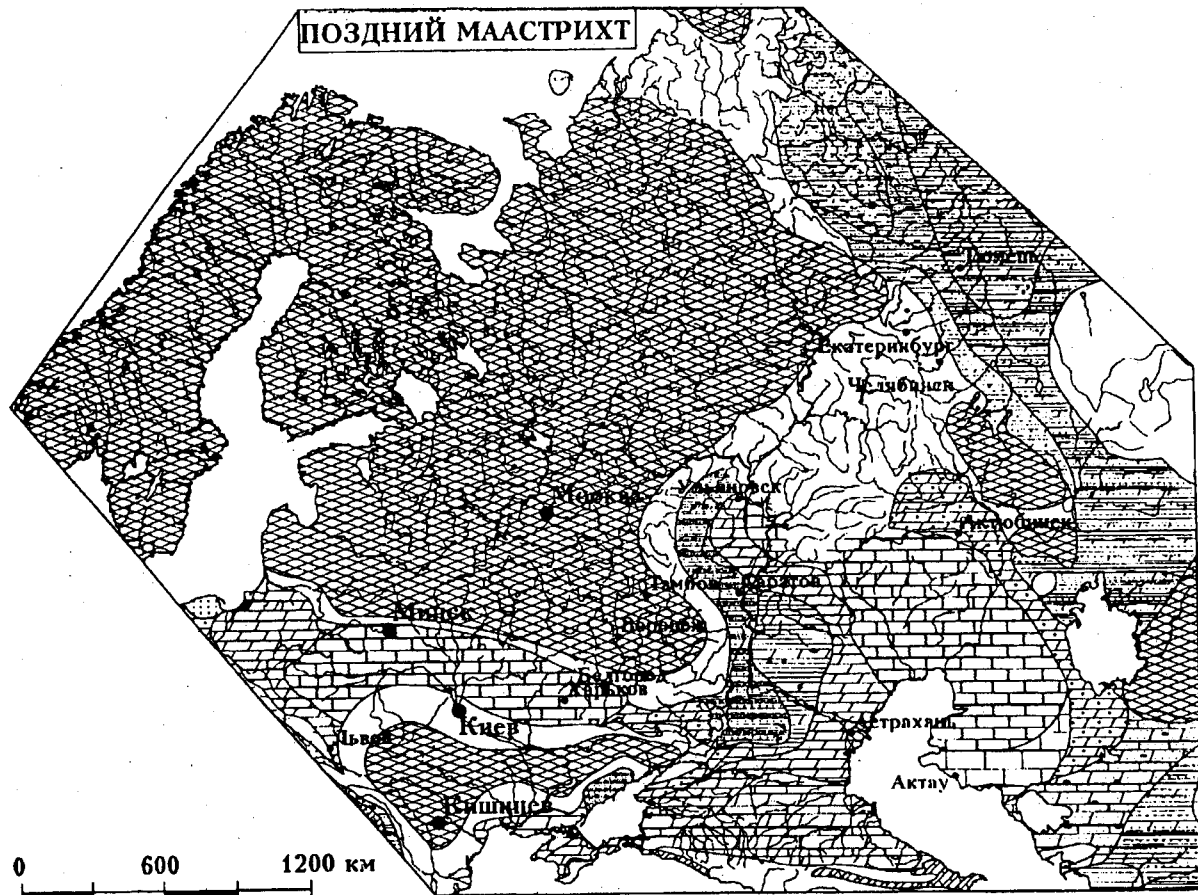 ПОЗДНИЙ МААСТРИХТ
Тюмень
Екатеринбург
Челябинск
Ульяновск
Москва
Актюбинск
Тамбов
Саратов
Минск
Воронеж
Белгород
Харьков
Киев
Львов
Астрахань
Актау
Кишинев
0 600 1200 км